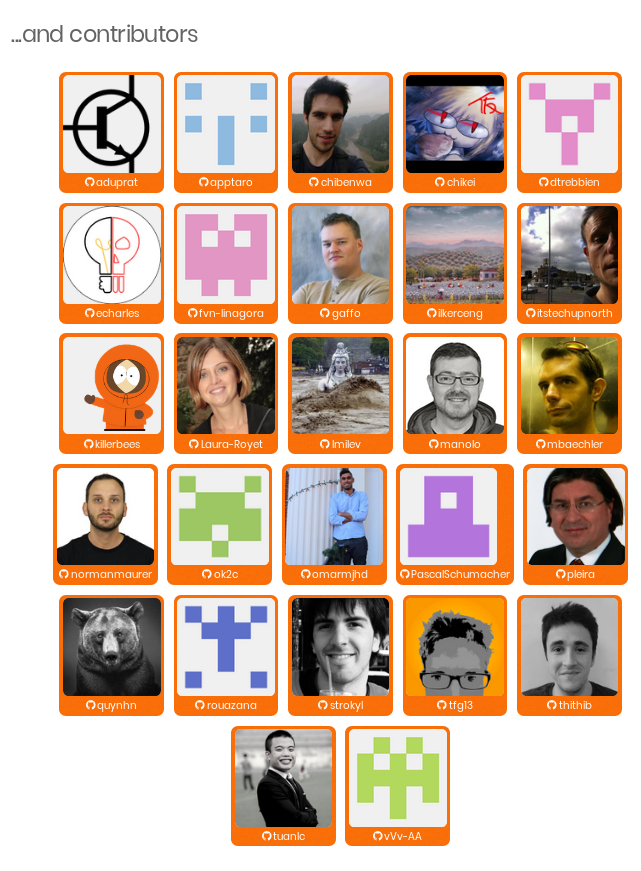 ...and contributors
aduprat
apptaro
chibenwa
chikei
dtrebbien
echarles
fvn-linagora
gaffo
ilkerceng
itstechupnorth
killerbees
Laura-Royet
lmilev
manolo
mbaechler
normanmaurer
ok2c
omarmjhd
PascalSchumacher
pleira
quynhn
rouazana
strokyl
tfg13
thithib
tuanlc
vVv-AA